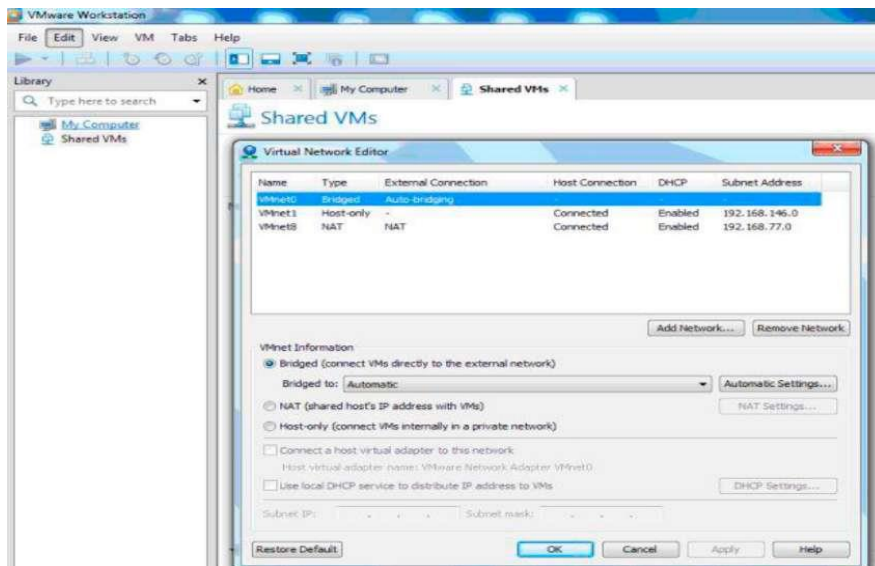 VMware Workstation
File Edit View VM Tabs Help
Library
Type here to search
My Computer
Shared VMs
Home My Computer Shared VMs
Shared VMs
Virtual Network Editor
Name Type External Connection Host Connection DHCP Subnet Address
VMnet0 Bridged Auto-bridging - - -
VMnet1 Host-only - Connected Enabled 192.168.146.0
VMnet8 NAT NAT Connected Enabled 192.168.77.0
Add Network... Remove Network
VMnet Information
Bridged (connect VMs directly to the external network)
Bridged to: Automatic Automatic Settings...
NAT (shared host's IP address with VMs) NAT Settings...
Host-only (connect VMs internally in a private network)
Connect a host virtual adapter to this network
Host virtual adapter name: VMware Network Adapter VMnet0
Use local DHCP service to distribute IP address to VMs DHCP Settings...
Subnet IP: . . . Subnet mask: . . .
Restore Default OK Cancel Apply Help